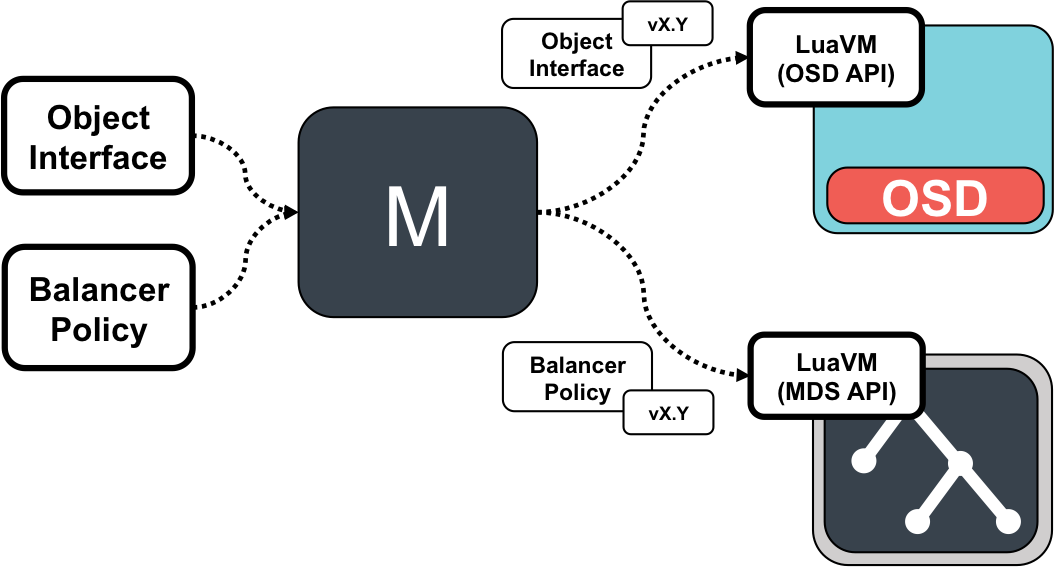 Object
Interface
Balancer
Policy
M
Object
Interface
vX.Y
LuaVM
(OSD API)
OSD
Balancer
Policy
vX.Y
LuaVM
(MDS API)